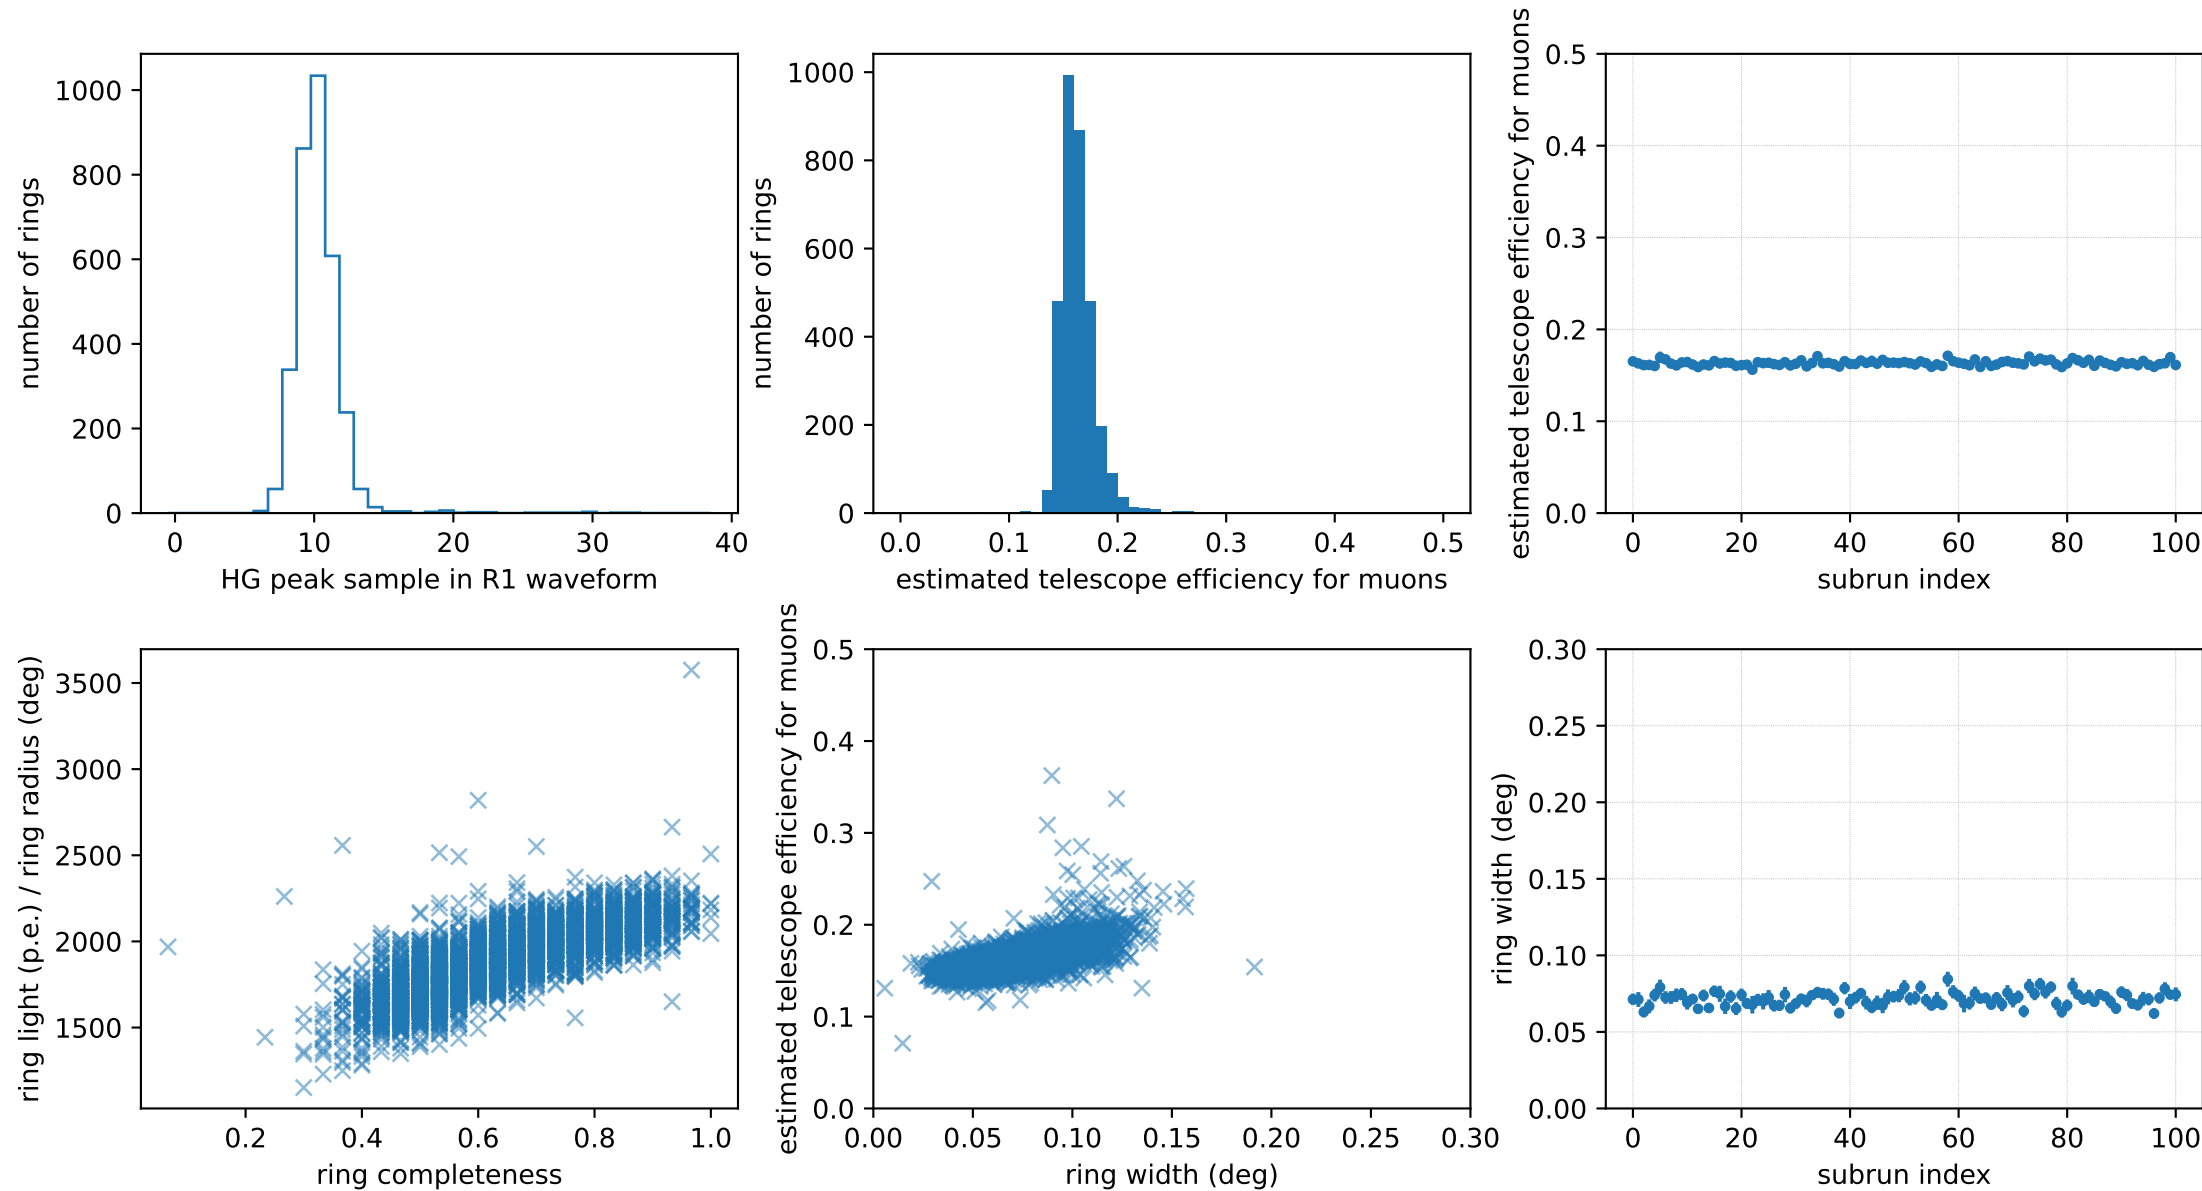 number of rings
1000
800
600
400
200
0
0 10 20 30 40
HG peak sample in R1 waveform
number of rings
1000
800
600
400
200
0
0.0 0.1 0.2 0.3 0.4 0.5
estimated telescope efficiency for muons
estimated telescope efficiency for muons
0.5
0.4
0.3
0.2
0.1
0.0
0 20 40 60 80 100
subrun index
ring light (p.e.) / ring radius (deg)
3500
3000
2500
2000
1500
0.2 0.4 0.6 0.8 1.0
ring completeness
estimated telescope efficiency for muons
0.5
0.4
0.3
0.2
0.1
0.0
0.00 0.05 0.10 0.15 0.20 0.25 0.30
ring width (deg)
ring width (deg)
0.30
0.25
0.20
0.15
0.10
0.05
0.00
0 20 40 60 80 100
subrun index